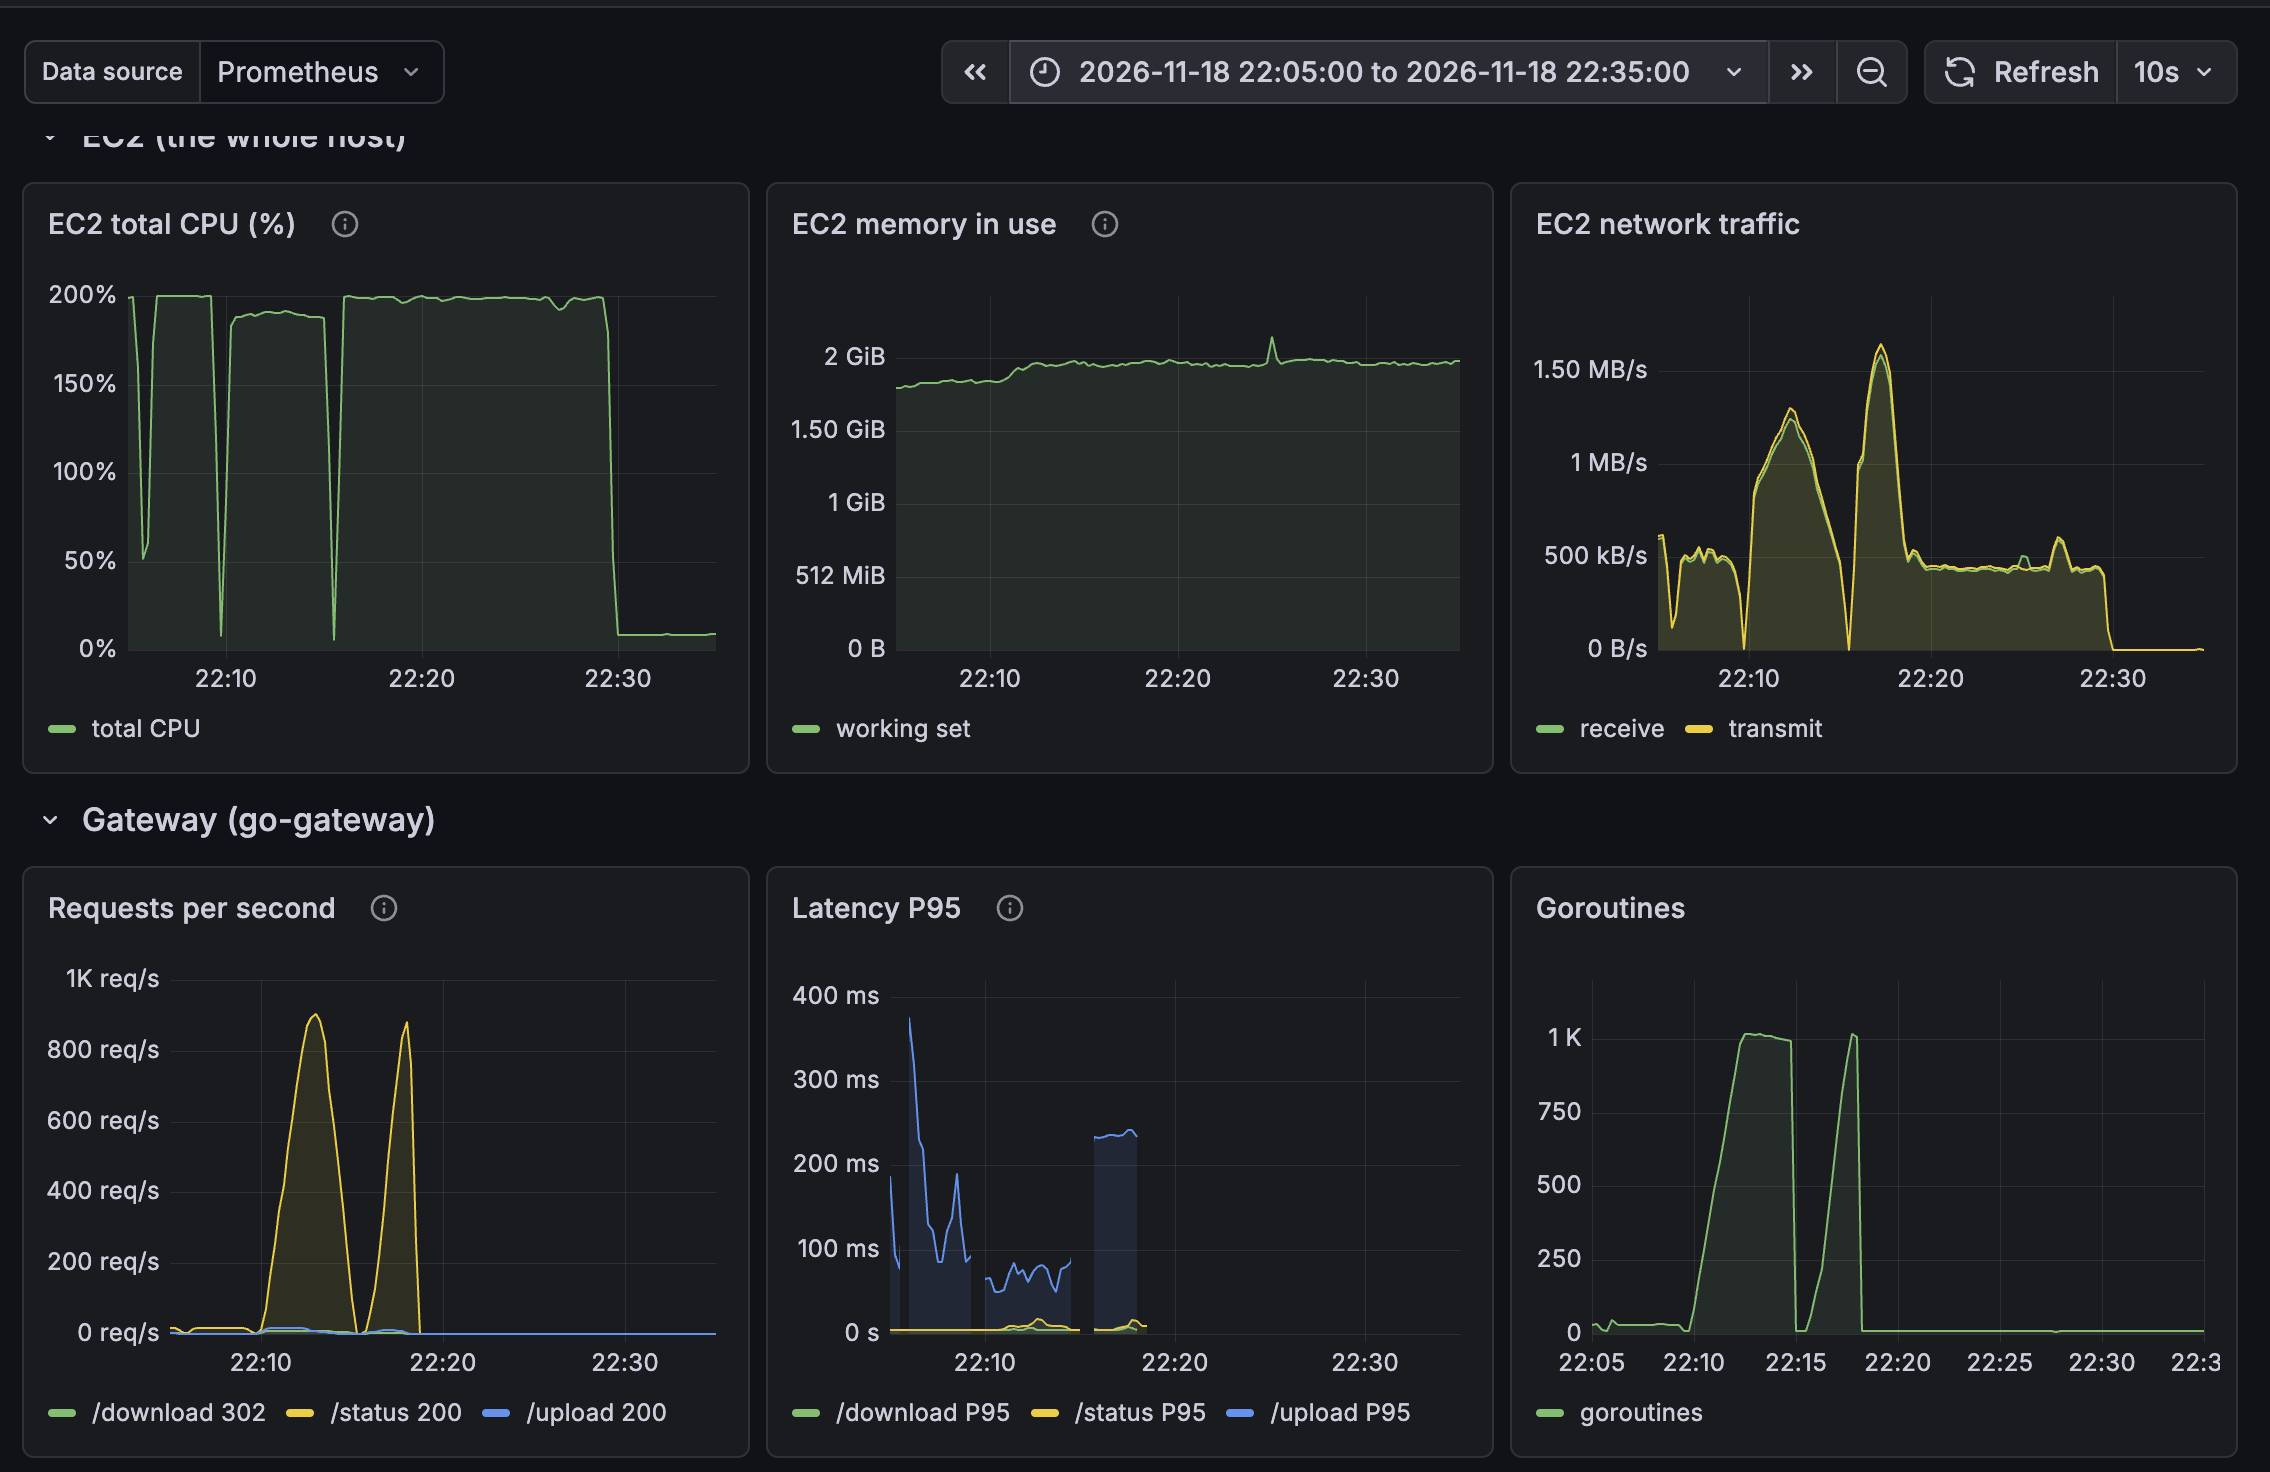 Data source Prometheus 2026-11-18 22:05:00 to 2026-11-18 22:35:00 Refresh 10s
EC2 (the whole host)
EC2 total CPU (%)
200%
150%
100%
50%
0%
22:10 22:20 22:30
total CPU
EC2 memory in use
2 GiB
1.50 GiB
1 GiB
512 MiB
0 B
22:10 22:20 22:30
working set
EC2 network traffic
1.50 MB/s
1 MB/s
500 kB/s
0 B/s
22:10 22:20 22:30
receive transmit
Gateway (go-gateway)
Requests per second
1K req/s
800 req/s
600 req/s
400 req/s
200 req/s
0 req/s
22:10 22:20 22:30
/download 302 /status 200 /upload 200
Latency P95
400 ms
300 ms
200 ms
100 ms
0 s
22:10 22:20 22:30
/download P95 /status P95 /upload P95
Goroutines
1 K
750
500
250
0
22:05 22:10 22:15 22:20 22:25 22:30 22:3
goroutines